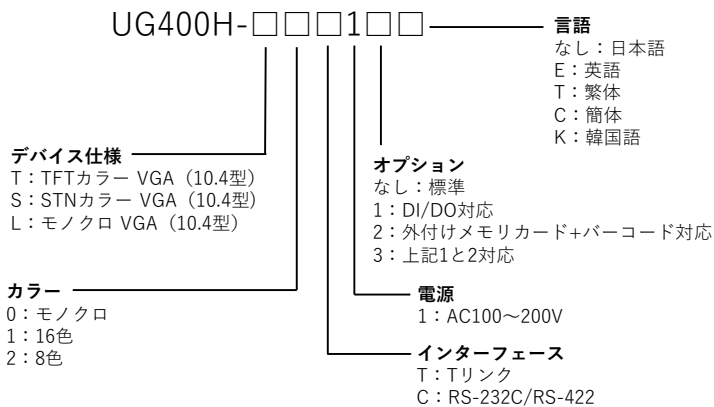 UG400H-□□□1□□
言語
なし：日本語
E：英語
T：繁体
C：簡体
K：韓国語
デバイス仕様
T：TFTカラー VGA（10.4型）
S：STNカラー VGA（10.4型）
L：モノクロ VGA（10.4型）
オプション
なし：標準
1：DI/DO対応
2：外付けメモリカード+バーコード対応
3：上記1と2対応
カラー
0：モノクロ
1：16色
2：8色
電源
1：AC100～200V
インターフェース
T：Tリンク
C：RS-232C/RS-422